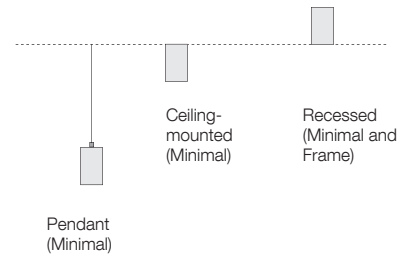 Ceiling-
mounted
(Minimal)
Recessed
(Minimal and
Frame)
Pendant
(Minimal)